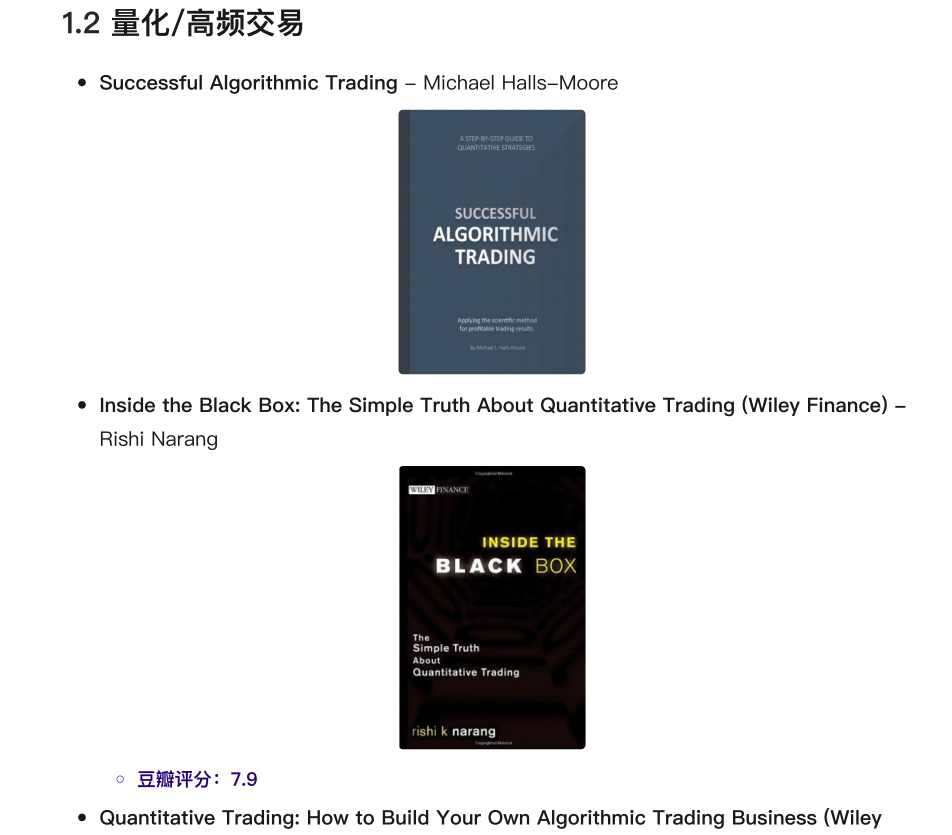 1.2 量化/高频交易
Successful Algorithmic Trading – Michael Halls-Moore
A STEP-BY-STEP GUIDE TO
QUANTITATIVE STRATEGIES
SUCCESSFUL
ALGORITHMIC
TRADING
Applying the scientific method
for profitable trading results.
By Michael L. Halls-Moore
Inside the Black Box: The Simple Truth About Quantitative Trading (Wiley Finance) –
Rishi Narang
Copyrighted Material
WILEY FINANCE
INSIDE THE
BLACK BOX
The
Simple Truth
About
Quantitative Trading
rishi k narang
Copyrighted Material
豆瓣评分：7.9
Quantitative Trading: How to Build Your Own Algorithmic Trading Business (Wiley